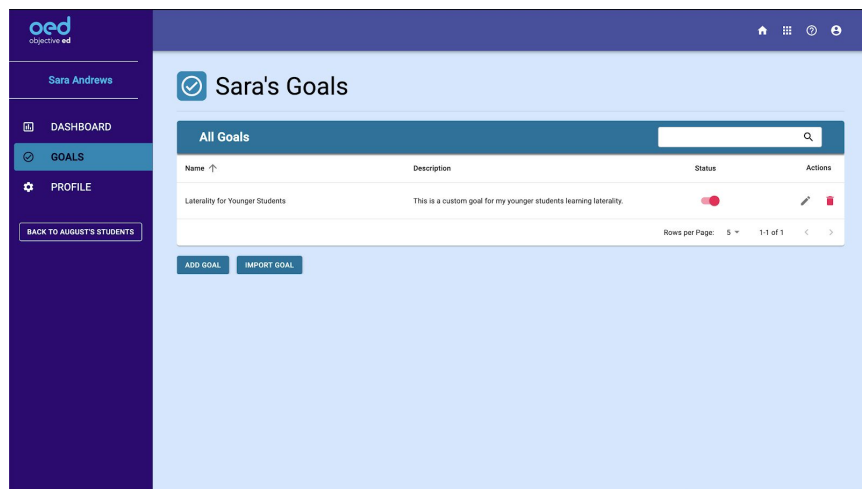 oed
objective ed
Sara Andrews
DASHBOARD
GOALS
PROFILE
BACK TO AUGUST'S STUDENTS
Sara's Goals
All Goals
Name Description Status Actions
Laterality for Younger Students This is a custom goal for my younger students learning laterality.
Rows per Page: 5 1-1 of 1
ADD GOAL IMPORT GOAL